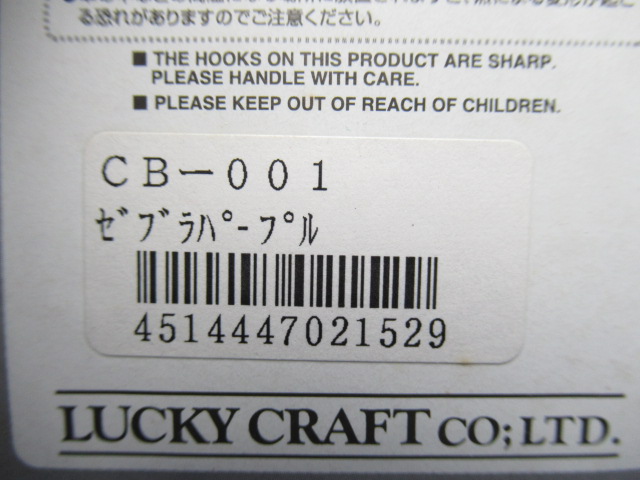 る恐れがありますのでご注意ください。
■ THE HOOKS ON THIS PRODUCT ARE SHARP.
PLEASE HANDLE WITH CARE.
■ PLEASE KEEP OUT OF REACH OF CHILDREN.
CB-001
ｾﾞﾌﾞﾗﾊﾟｰﾌﾟﾙ
4514447021529
LUCKY CRAFT CO;LTD.